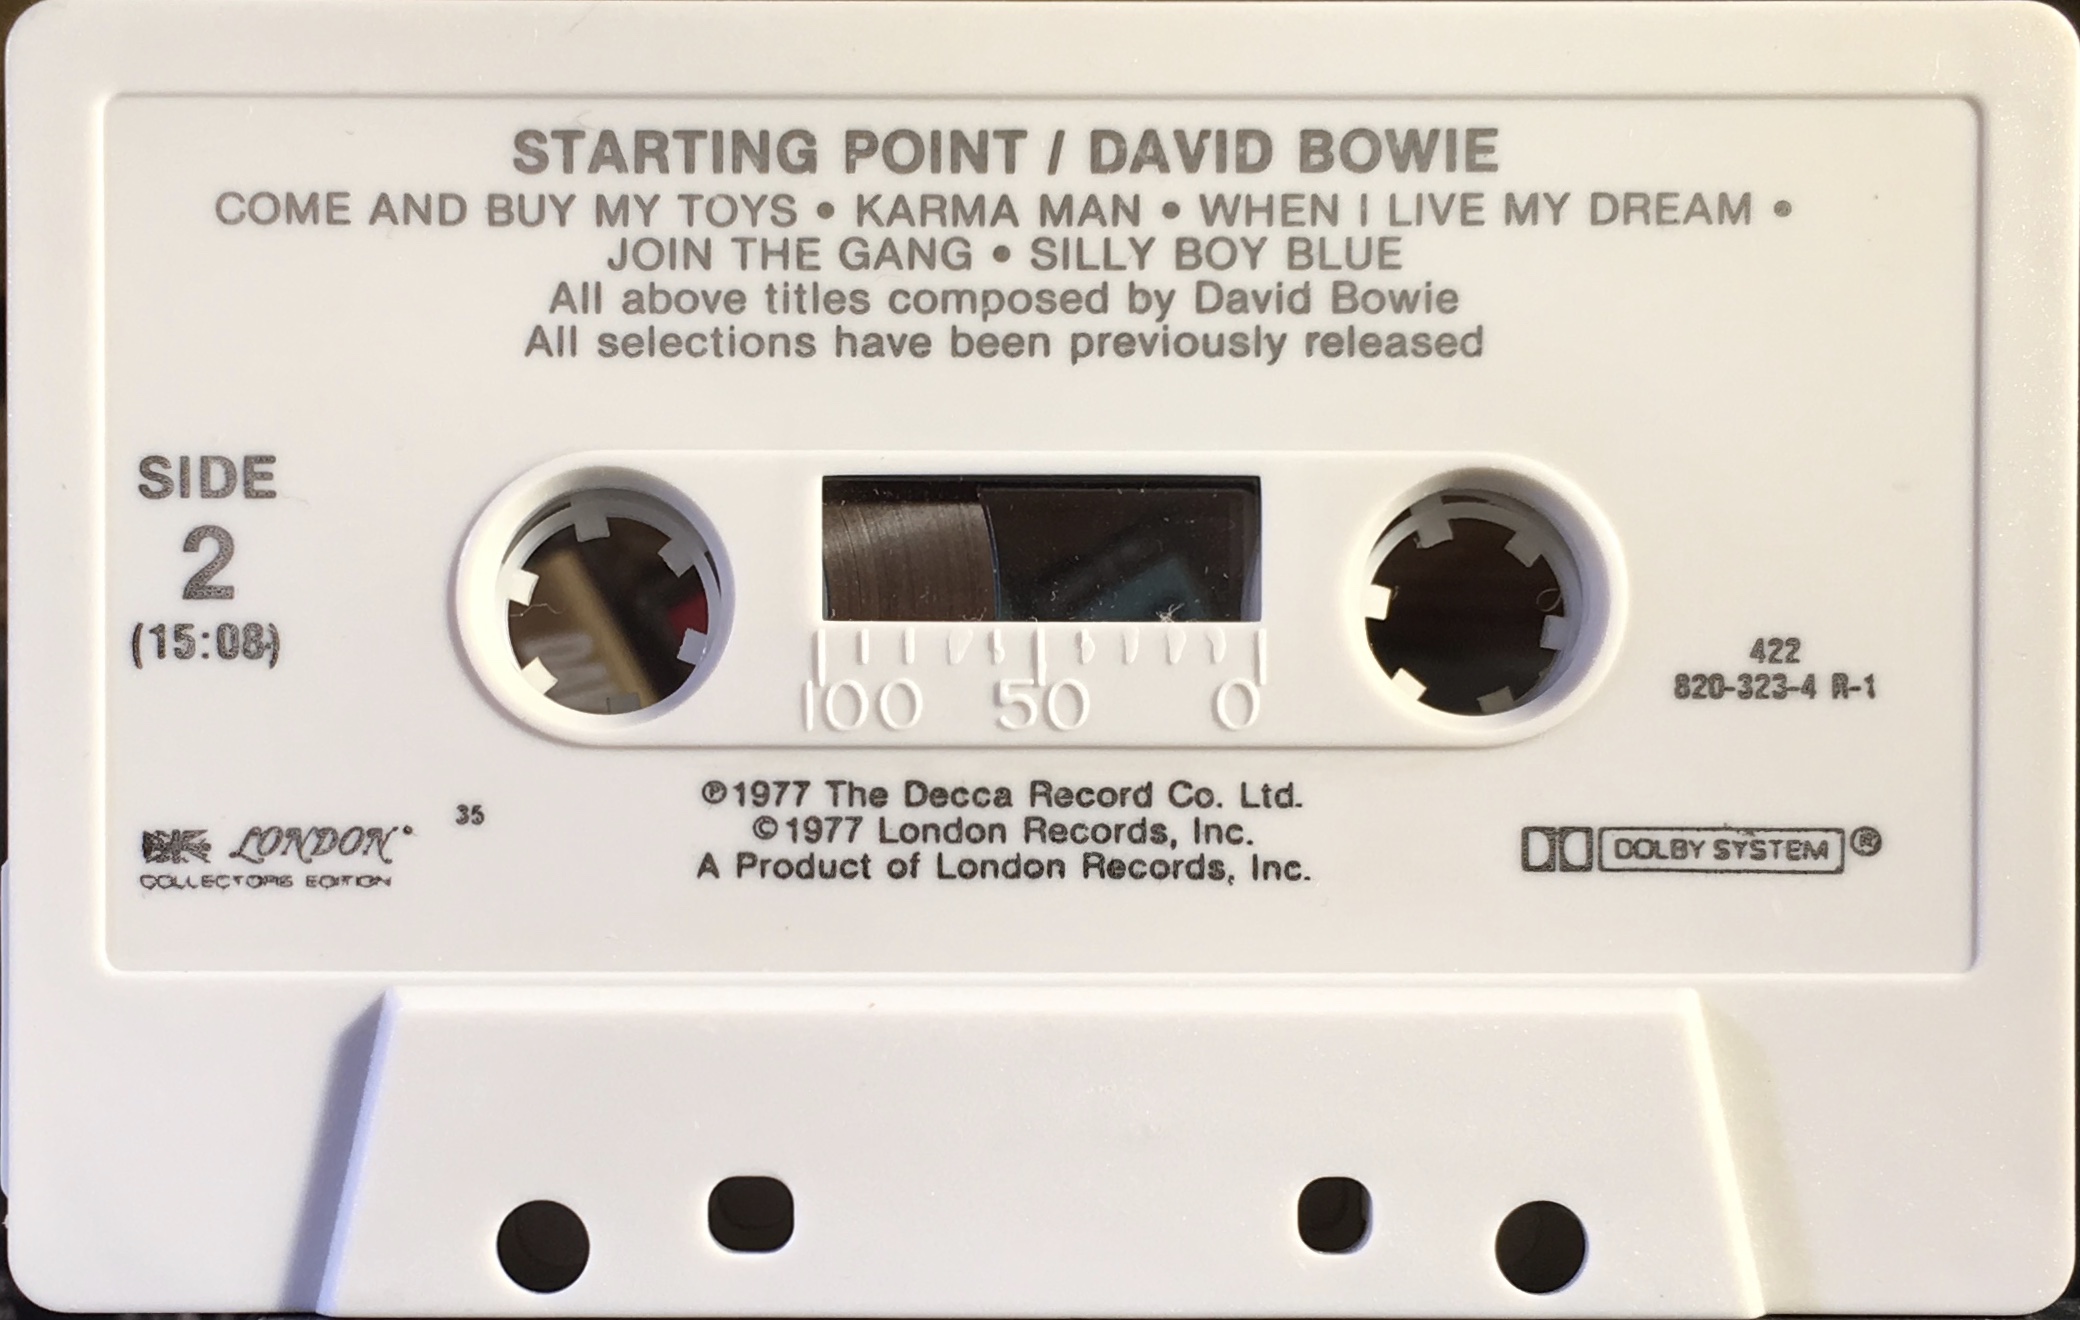 STARTING POINT / DAVID BOWIE
COME AND BUY MY TOYS • KARMA MAN • WHEN I LIVE MY DREAM •
JOIN THE GANG • SILLY BOY BLUE
All above titles composed by David Bowie
All selections have been previously released
SIDE
2
(15:08)
100 50 0
422
820-323-4 R-1
℗1977 The Decca Record Co. Ltd.
©1977 London Records, Inc.
A Product of London Records, Inc.
35
LONDON
COLLECTORS EDITION
DOLBY SYSTEM®